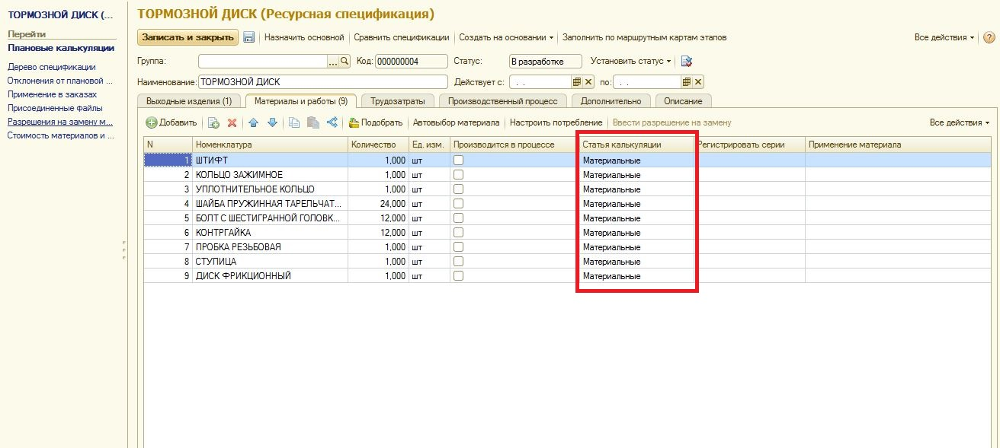 ТОРМОЗНОЙ ДИСК (...
Перейти
Плановые калькуляции
Дерево спецификации
Отклонения от плановой ...
Применение в заказах
Присоединенные файлы
Разрешения на замену м...
Стоимость материалов и ...
ТОРМОЗНОЙ ДИСК (Ресурсная спецификация)
Записать и закрыть Назначить основной Сравнить спецификации Создать на основании Заполнить по маршрутным картам этапов Все действия ?
Группа: ... Код: 000000004 Статус: В разработке Установить статус
Наименование: ТОРМОЗНОЙ ДИСК Действует с: . . по: . .
Выходные изделия (1) Материалы и работы (9) Трудозатраты Производственный процесс Дополнительно Описание
Добавить Подобрать Автовыбор материала Настроить потребление Ввести разрешение на замену Все действия
N Номенклатура Количество Ед. изм. Производится в процессе Статья калькуляции Регистрировать серии Применение материала
1 ШТИФТ 1,000 шт Материальные
2 КОЛЬЦО ЗАЖИМНОЕ 1,000 шт Материальные
3 УПЛОТНИТЕЛЬНОЕ КОЛЬЦО 1,000 шт Материальные
4 ШАЙБА ПРУЖИННАЯ ТАРЕЛЬЧАТ... 24,000 шт Материальные
5 БОЛТ С ШЕСТИГРАННОЙ ГОЛОВК... 12,000 шт Материальные
6 КОНТРГАЙКА 12,000 шт Материальные
7 ПРОБКА РЕЗЬБОВАЯ 1,000 шт Материальные
8 СТУПИЦА 1,000 шт Материальные
9 ДИСК ФРИКЦИОННЫЙ 1,000 шт Материальные